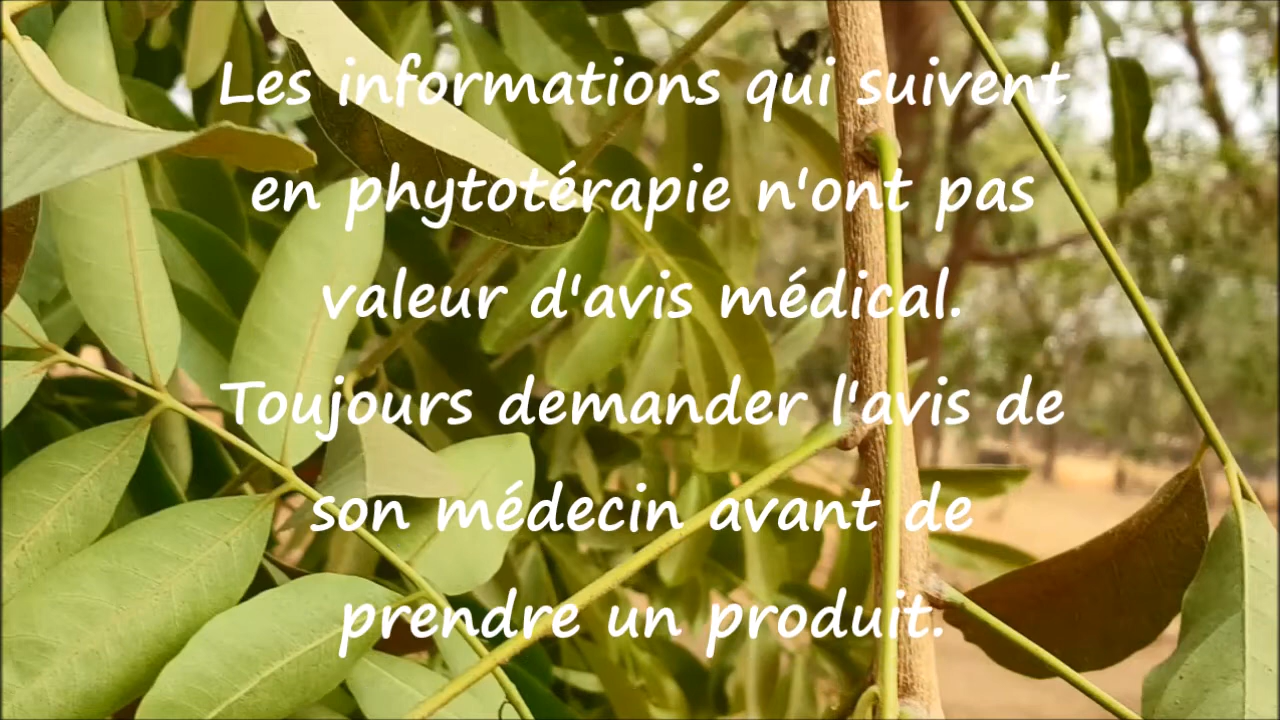 Les informations qui suivent
en phytotérapie n'ont pas
valeur d'avis médical.
Toujours demander l'avis de
son médecin avant de
prendre un produit.